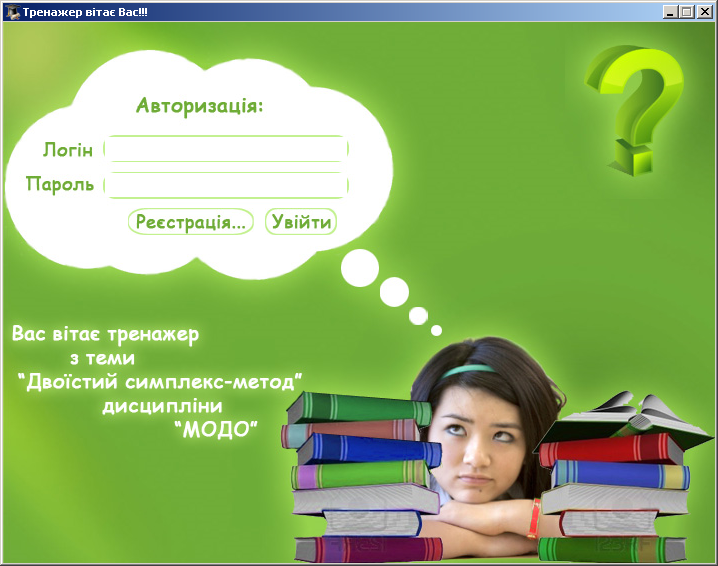 Тренажер вітає Вас!!!
Авторизація:
Логін
Пароль
Реєстрація...
Увійти
Вас вітає тренажер
з теми
“Двоїстий симплекс-метод”
дисципліни
“МОДО”